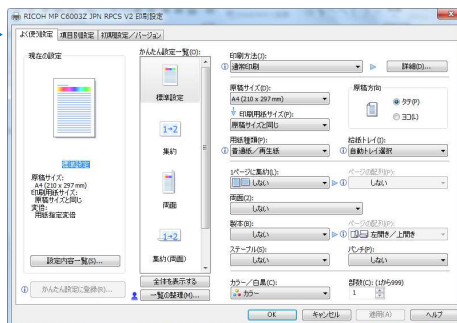 RICOH MP C6003Z JPN RPCS V2 印刷設定
よく使う設定 項目別設定 初期設定／バージョン
現在の設定
標準設定
原稿サイズ:
A4 (210 x 297 mm)
印刷用紙サイズ:
原稿サイズと同じ
変倍:
用紙指定変倍
設定内容一覧(S)...
かんたん設定に登録(R)...
かんたん設定一覧(O):
標準設定
1→2
集約
両面
1→2
集約(両面)
全体を表示する
一覧の整理(M)...
印刷方法(J):
通常印刷
詳細(D)...
原稿サイズ(D):
A4 (210 x 297 mm)
印刷用紙サイズ(P):
原稿サイズと同じ
原稿方向
タテ(P)
ヨコ(L)
用紙種類(P):
普通紙／再生紙
給紙トレイ(I):
自動トレイ選択
1ページに集約(L):
しない
ページの配列(P):
しない
両面(2):
しない
製本(B):
しない
ページの配列(P):
左開き／上開き
ステープル(S):
しない
パンチ(P):
しない
カラー／白黒(C):
カラー
部数(C): (1から999)
1
OK
キャンセル
適用(A)
ヘルプ